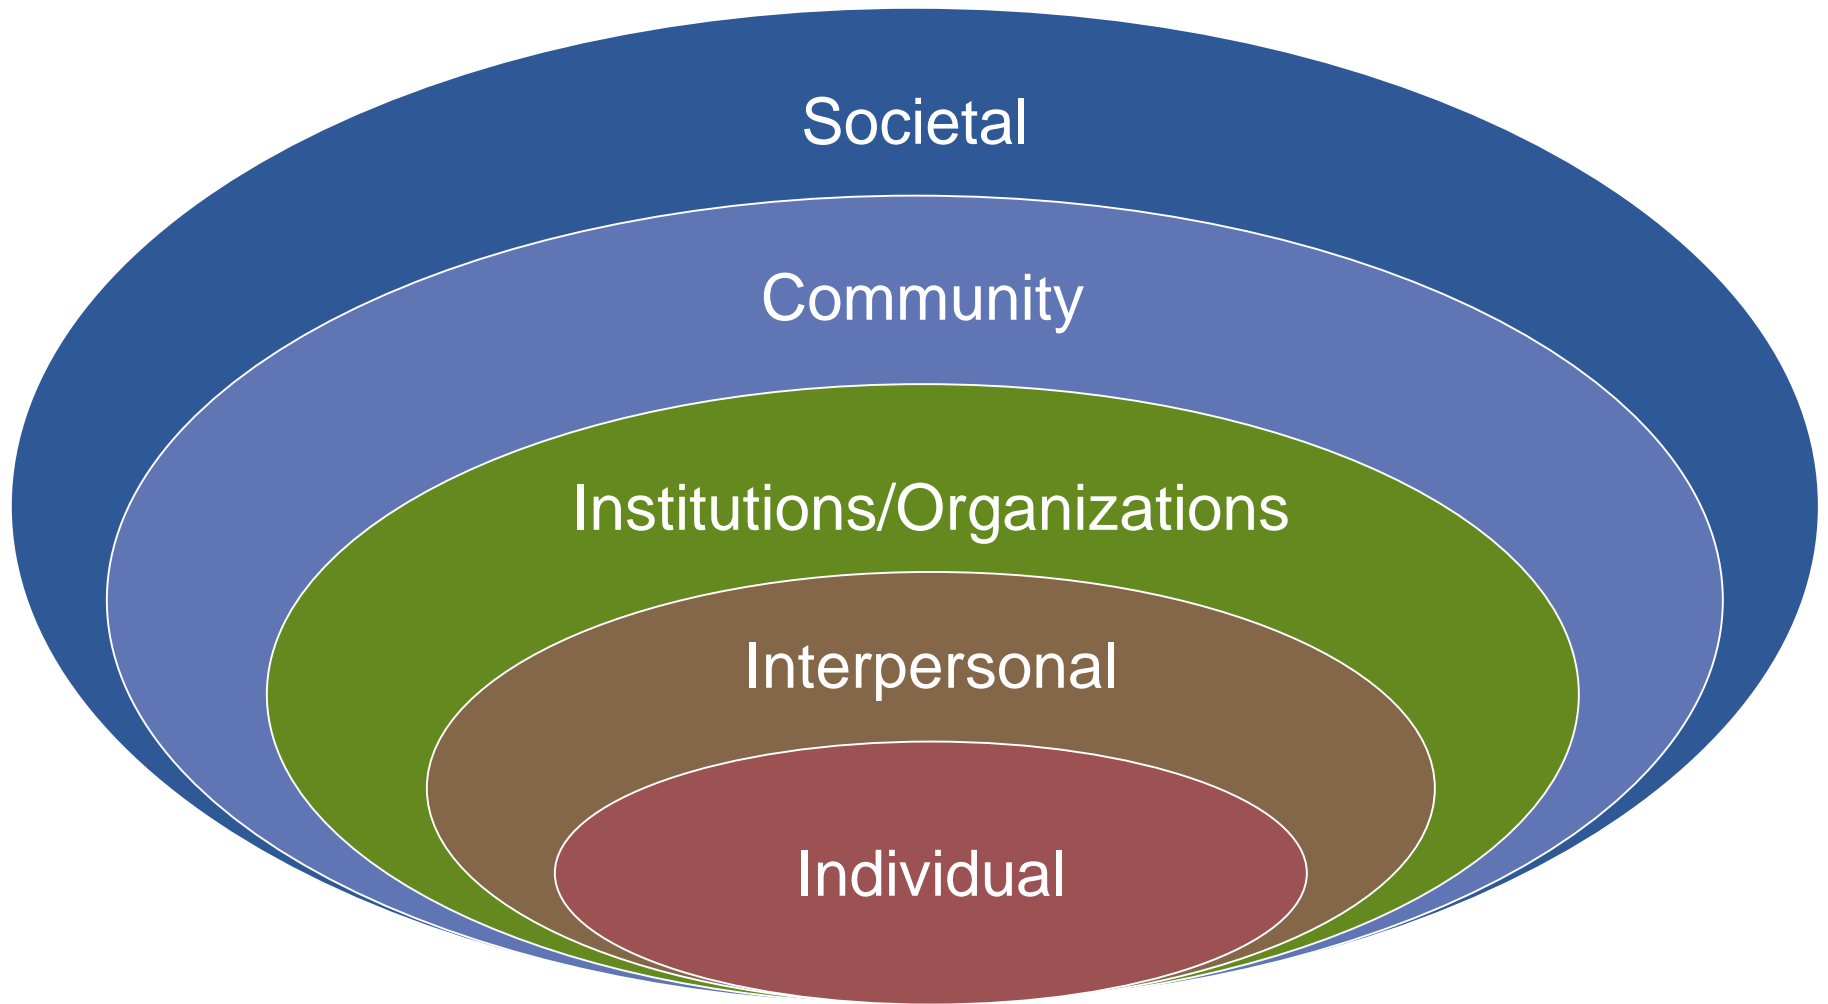 Societal
Community
Institutions/Organizations
Interpersonal
Individual